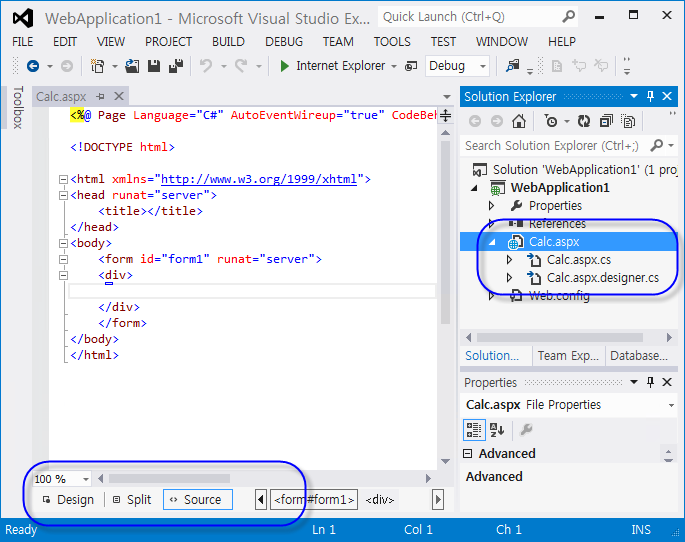 WebApplication1 - Microsoft Visual Studio Ex...
Quick Launch (Ctrl+Q)
FILE EDIT VIEW PROJECT BUILD DEBUG TEAM TOOLS TEST WINDOW HELP
Internet Explorer Debug
Toolbox
Calc.aspx
<%@ Page Language="C#" AutoEventWireup="true" CodeBeh
<!DOCTYPE html>
<html xmlns="http://www.w3.org/1999/xhtml">
<head runat="server">
<title></title>
</head>
<body>
<form id="form1" runat="server">
<div>
</div>
</form>
</body>
</html>
100 %
Design Split Source <form#form1> <div>
Solution Explorer
Search Solution Explorer (Ctrl+;)
Solution 'WebApplication1' (1 proj
WebApplication1
Properties
References
Calc.aspx
Calc.aspx.cs
Calc.aspx.designer.cs
Web.config
Solution... Team Exp... Database...
Properties
Calc.aspx File Properties
Advanced
Advanced
Ready Ln 1 Col 1 Ch 1 INS